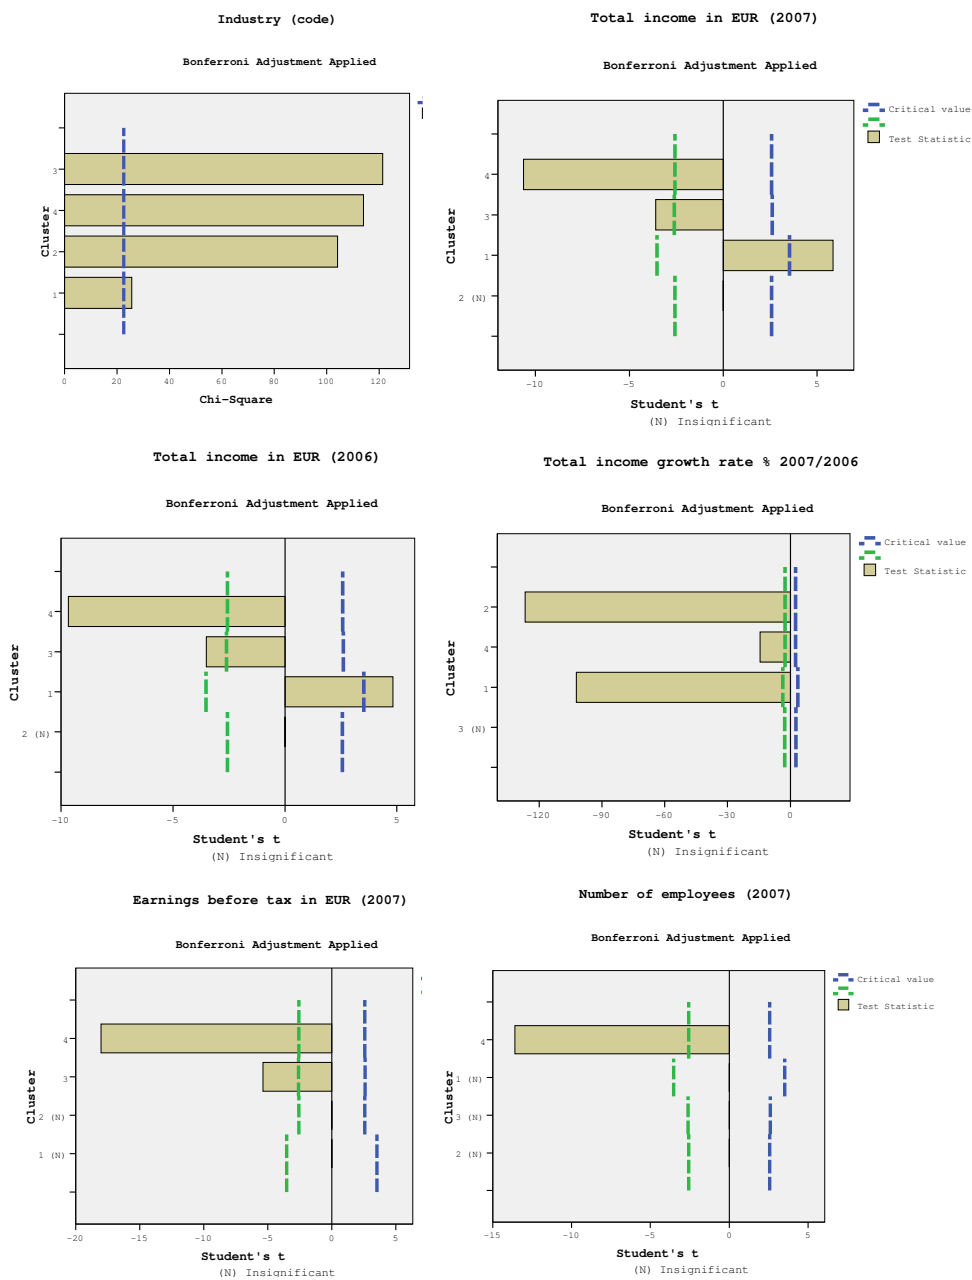 Industry (code)
Bonferroni Adjustment Applied
Cluster
3
4
2
1
0
20
40
60
80
100
120
Chi-Square
Total income in EUR (2007)
Bonferroni Adjustment Applied
Critical value
Test Statistic
Cluster
4
3
1
2 (N)
-10
-5
0
5
Student's t
(N) Insignificant
Total income in EUR (2006)
Bonferroni Adjustment Applied
Cluster
4
3
1
2 (N)
-10
-5
0
5
Student's t
(N) Insignificant
Total income growth rate % 2007/2006
Bonferroni Adjustment Applied
Critical value
Test Statistic
Cluster
2
4
1
3 (N)
-120
-90
-60
-30
0
Student's t
(N) Insignificant
Earnings before tax in EUR (2007)
Bonferroni Adjustment Applied
Cluster
4
3
2 (N)
1 (N)
-20
-15
-10
-5
0
5
Student's t
(N) Insignificant
Number of employees (2007)
Bonferroni Adjustment Applied
Critical value
Test Statistic
Cluster
4
1 (N)
3 (N)
2 (N)
-15
-10
-5
0
5
Student's t
(N) Insignificant